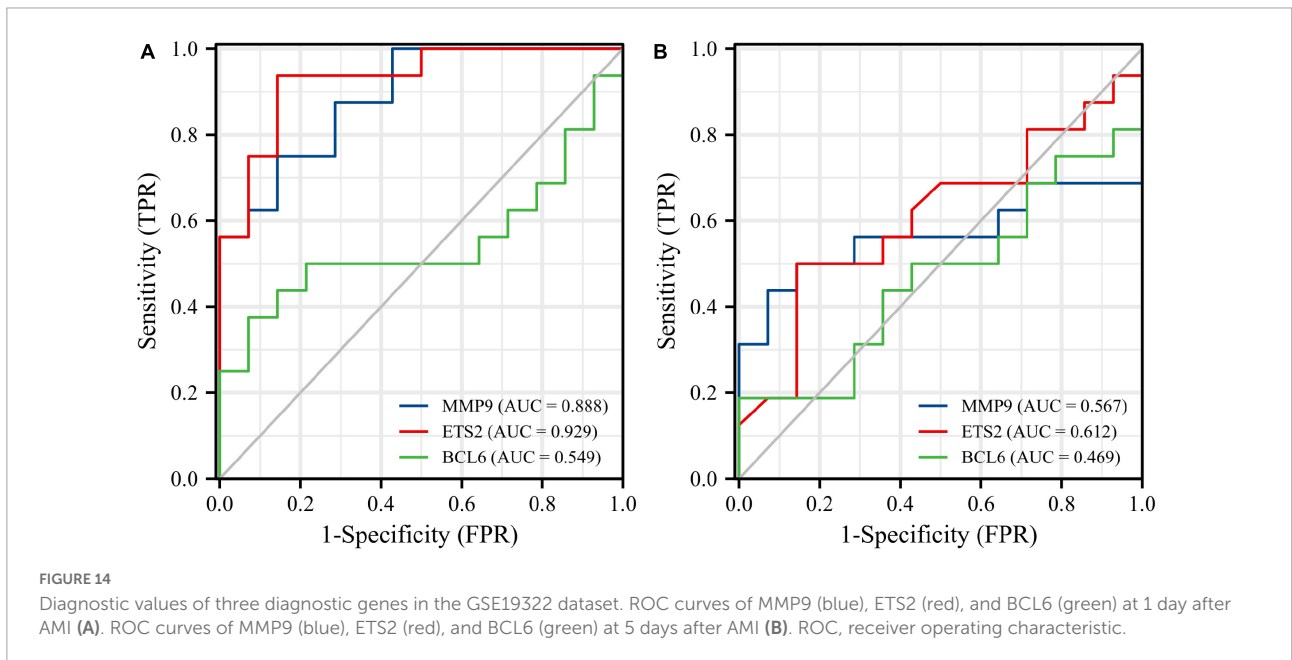 A
1.0
0.8
0.6
0.4
0.2
0.0
Sensitivity (TPR)
MMP9 (AUC = 0.888)
ETS2 (AUC = 0.929)
BCL6 (AUC = 0.549)
0.0 0.2 0.4 0.6 0.8 1.0
1-Specificity (FPR)
B
1.0
0.8
0.6
0.4
0.2
0.0
Sensitivity (TPR)
MMP9 (AUC = 0.567)
ETS2 (AUC = 0.612)
BCL6 (AUC = 0.469)
0.0 0.2 0.4 0.6 0.8 1.0
1-Specificity (FPR)
FIGURE 14
Diagnostic values of three diagnostic genes in the GSE19322 dataset. ROC curves of MMP9 (blue), ETS2 (red), and BCL6 (green) at 1 day after
AMI (A). ROC curves of MMP9 (blue), ETS2 (red), and BCL6 (green) at 5 days after AMI (B). ROC, receiver operating characteristic.